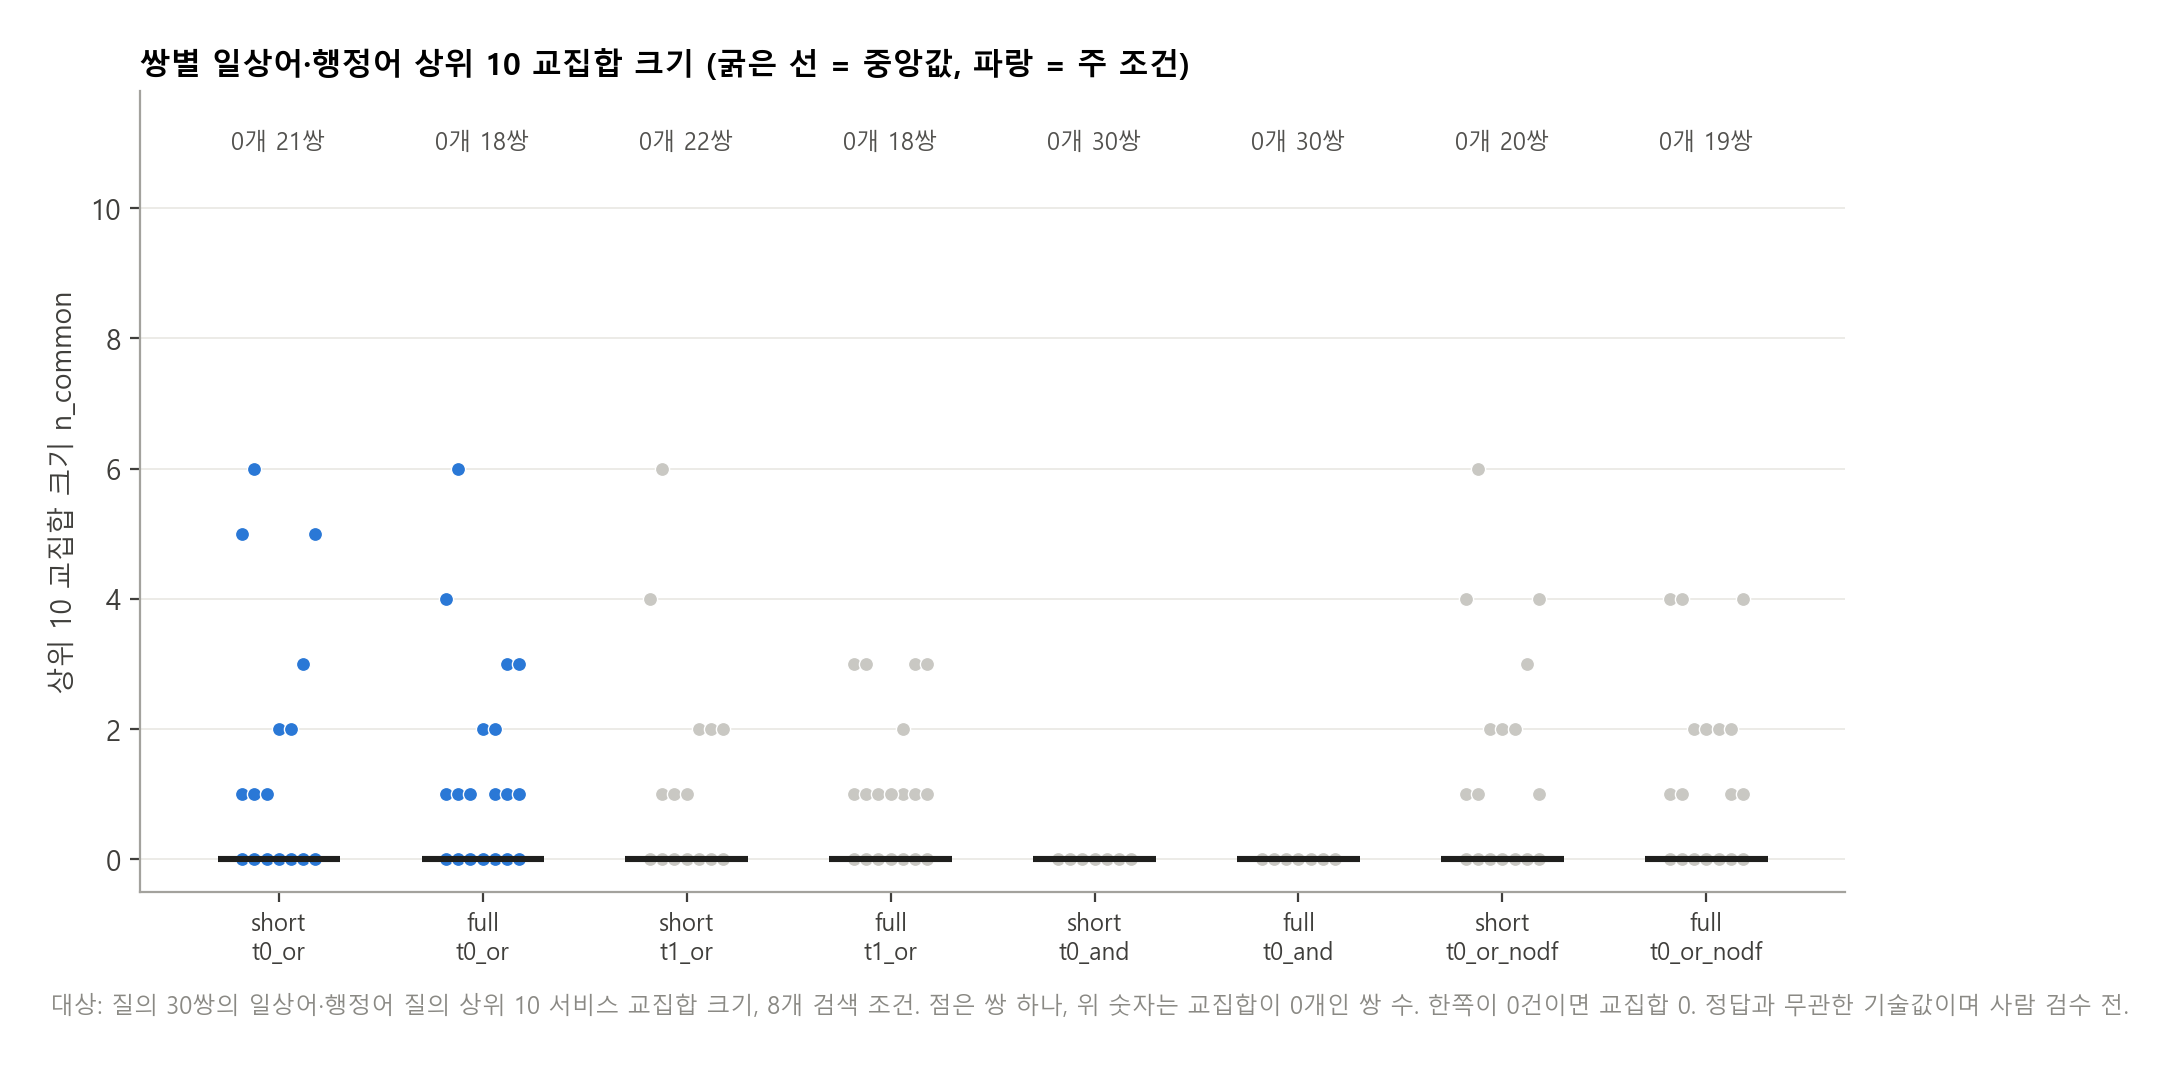 쌍별 일상어·행정어 상위 10 교집합 크기 (굵은 선 = 중앙값, 파랑 = 주 조건)
0개 21쌍 0개 18쌍 0개 22쌍 0개 18쌍 0개 30쌍 0개 30쌍 0개 20쌍 0개 19쌍
상위 10 교집합 크기 n_common
10
8
6
4
2
0
short full short full short full short full
t0_or t0_or t1_or t1_or t0_and t0_and t0_or_nodf t0_or_nodf
대상: 질의 30쌍의 일상어·행정어 질의 상위 10 서비스 교집합 크기, 8개 검색 조건. 점은 쌍 하나, 위 숫자는 교집합이 0개인 쌍 수. 한쪽이 0건이면 교집합 0. 정답과 무관한 기술값이며 사람 검수 전.